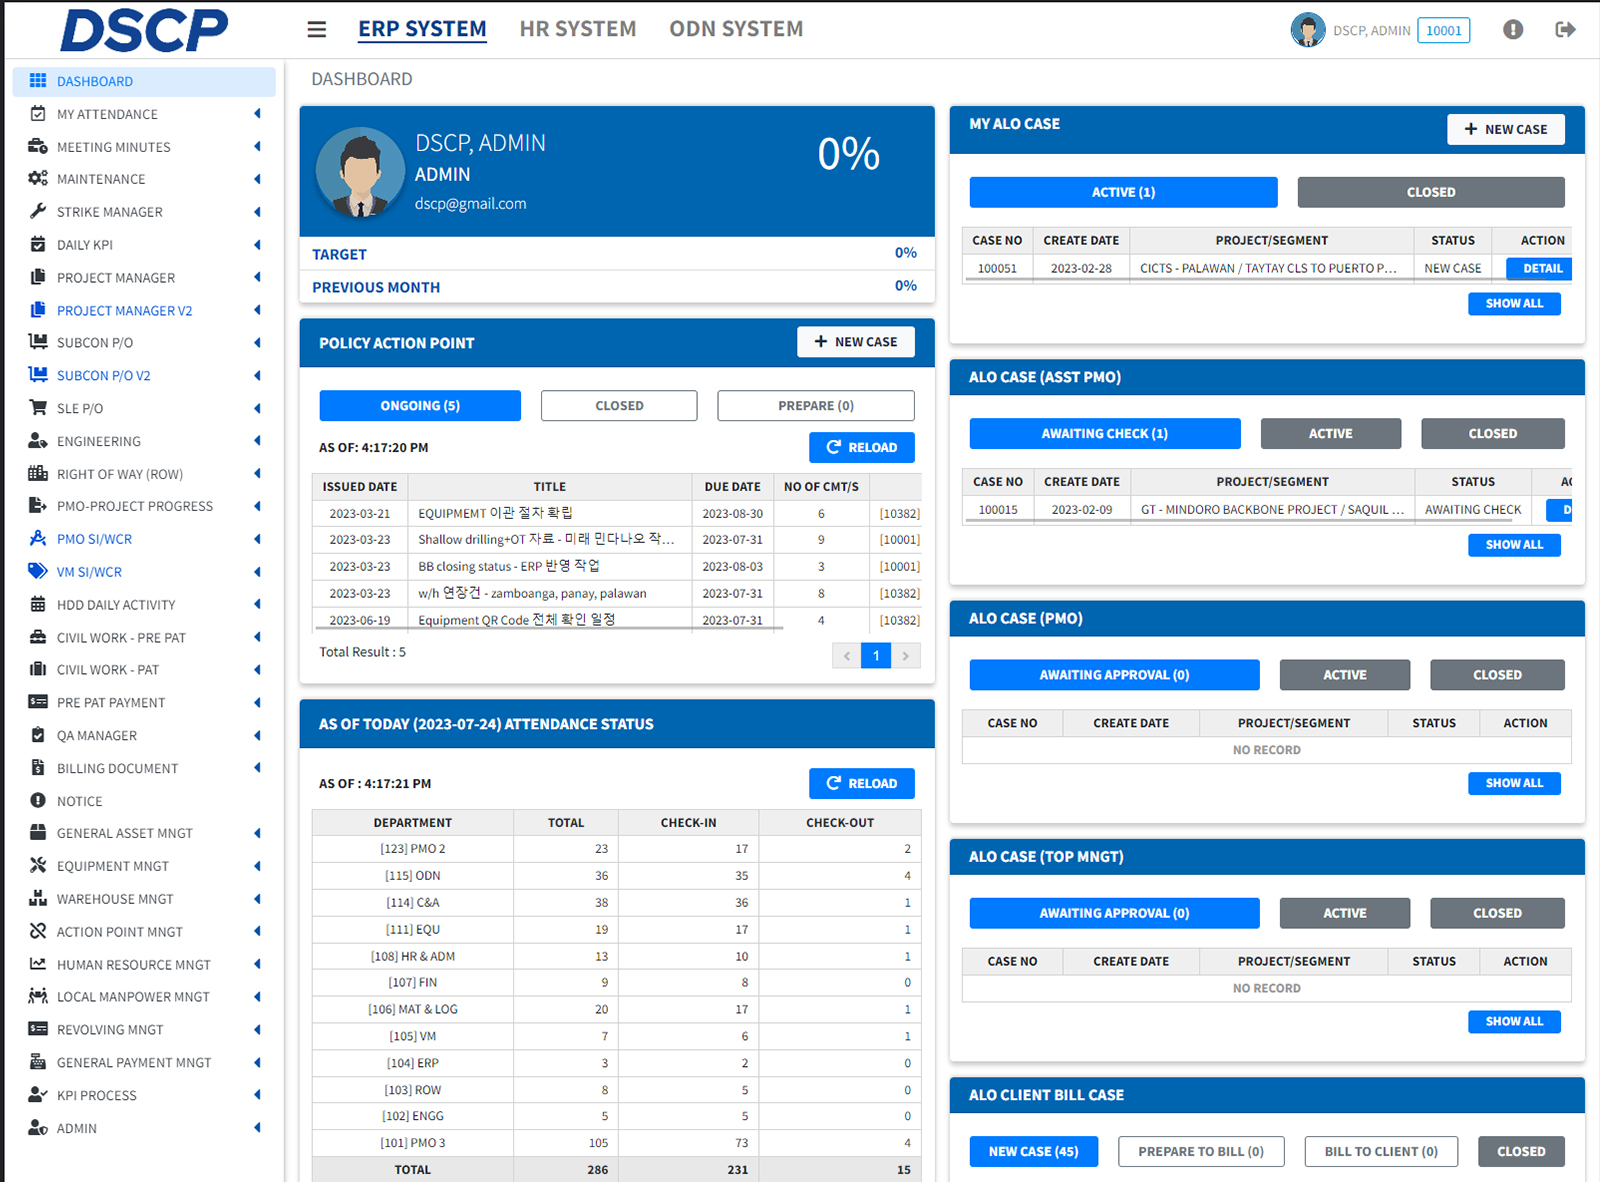 DSCP
ERP SYSTEM HR SYSTEM ODN SYSTEM
DSCP, ADMIN 10001
DASHBOARD
MY ATTENDANCE
MEETING MINUTES
MAINTENANCE
STRIKE MANAGER
DAILY KPI
PROJECT MANAGER
PROJECT MANAGER V2
SUBCON P/O
SUBCON P/O V2
SLE P/O
ENGINEERING
RIGHT OF WAY (ROW)
PMO-PROJECT PROGRESS
PMO SI/WCR
VM SI/WCR
HDD DAILY ACTIVITY
CIVIL WORK - PRE PAT
CIVIL WORK - PAT
PRE PAT PAYMENT
QA MANAGER
BILLING DOCUMENT
NOTICE
GENERAL ASSET MNGT
EQUIPMENT MNGT
WAREHOUSE MNGT
ACTION POINT MNGT
HUMAN RESOURCE MNGT
LOCAL MANPOWER MNGT
REVOLVING MNGT
GENERAL PAYMENT MNGT
KPI PROCESS
ADMIN
DASHBOARD
DSCP, ADMIN
ADMIN
dscp@gmail.com
0%
TARGET 0%
PREVIOUS MONTH 0%
POLICY ACTION POINT
NEW CASE
ONGOING (5) CLOSED PREPARE (0)
AS OF: 4:17:20 PM RELOAD
ISSUED DATE TITLE DUE DATE NO OF CMT/S
2023-03-21 EQUIPMEMT 이관 절차 확립 2023-08-30 6 [10382]
2023-03-23 Shallow drilling+OT 자료 - 미래 민다나오 작... 2023-07-31 9 [10001]
2023-03-23 BB closing status - ERP 반영 작업 2023-08-03 3 [10001]
2023-03-23 w/h 연장건 - zamboanga, panay, palawan 2023-07-31 8 [10382]
2023-06-19 Equipment QR Code 전체 확인 일정 2023-07-31 4 [10382]
Total Result : 5
1
AS OF TODAY (2023-07-24) ATTENDANCE STATUS
AS OF : 4:17:21 PM RELOAD
DEPARTMENT TOTAL CHECK-IN CHECK-OUT
[123] PMO 2 23 17 2
[115] ODN 36 35 4
[114] C&A 38 36 1
[111] EQU 19 17 1
[108] HR & ADM 13 10 1
[107] FIN 9 8 0
[106] MAT & LOG 20 17 1
[105] VM 7 6 1
[104] ERP 3 2 0
[103] ROW 8 5 0
[102] ENGG 5 5 0
[101] PMO 3 105 73 4
TOTAL 286 231 15
MY ALO CASE
NEW CASE
ACTIVE (1) CLOSED
CASE NO CREATE DATE PROJECT/SEGMENT STATUS ACTION
100051 2023-02-28 CICTS - PALAWAN / TAYTAY CLS TO PUERTO P... NEW CASE DETAIL
SHOW ALL
ALO CASE (ASST PMO)
AWAITING CHECK (1) ACTIVE CLOSED
CASE NO CREATE DATE PROJECT/SEGMENT STATUS AC
100015 2023-02-09 GT - MINDORO BACKBONE PROJECT / SAQUIL ... AWAITING CHECK D
SHOW ALL
ALO CASE (PMO)
AWAITING APPROVAL (0) ACTIVE CLOSED
CASE NO CREATE DATE PROJECT/SEGMENT STATUS ACTION
NO RECORD
SHOW ALL
ALO CASE (TOP MNGT)
AWAITING APPROVAL (0) ACTIVE CLOSED
CASE NO CREATE DATE PROJECT/SEGMENT STATUS ACTION
NO RECORD
SHOW ALL
ALO CLIENT BILL CASE
NEW CASE (45) PREPARE TO BILL (0) BILL TO CLIENT (0) CLOSED